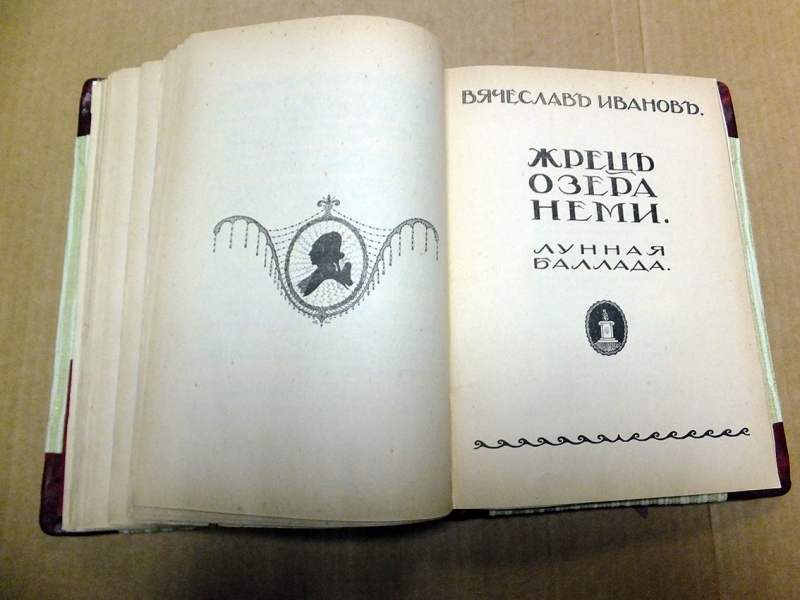 ВЯЧЕСЛАВЪ ИВАНОВЪ.
ЖРЕЦЪ
ОЗЕРА
НЕМИ.
ЛУННАЯ
БАЛЛАДА.